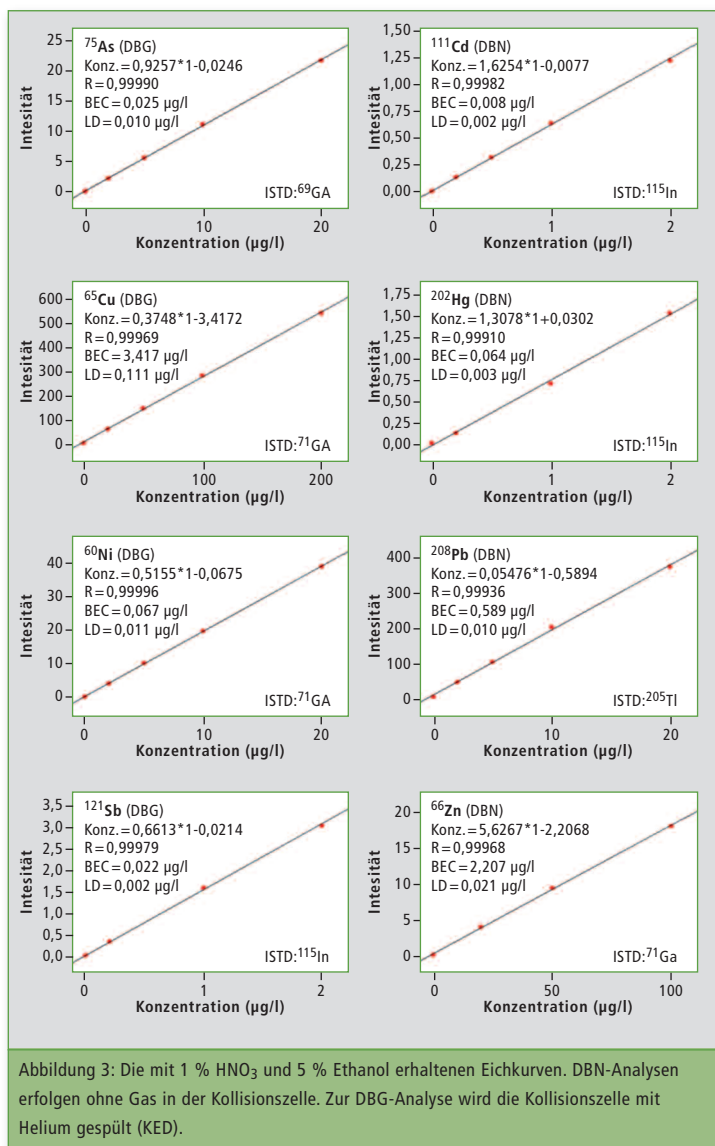 25
20
15
10
5
0
Intesität
⁷⁵As (DBG)
Konz.=0,9257*1-0,0246
R=0,99990
BEC=0,025 µg/l
LD=0,010 µg/l
ISTD:⁶⁹GA
0 10 20
Konzentration (µg/l)
1,50
1,25
1,00
0,75
0,50
0,25
0,00
Intesität
¹¹¹Cd (DBN)
Konz.=1,6254*1-0,0077
R=0,99982
BEC=0,008 µg/l
LD=0,002 µg/l
ISTD:¹¹⁵In
0 1 2
Konzentration (µg/l)
600
500
400
300
200
100
0
Intesität
⁶⁵Cu (DBG)
Konz.=0,3748*1-3,4172
R=0,99969
BEC=3,417 µg/l
LD=0,111 µg/l
ISTD:⁷¹GA
0 100 200
Konzentration (µg/l)
1,75
1,50
1,25
1,00
0,75
0,50
0,25
0,00
Intesität
²⁰²Hg (DBN)
Konz.=1,3078*1+0,0302
R=0,99910
BEC=0,064 µg/l
LD=0,003 µg/l
ISTD:¹¹⁵In
0 1 2
Konzentration (µg/l)
40
30
20
10
0
Intesität
⁶⁰Ni (DBG)
Konz.=0,5155*1-0,0675
R=0,99996
BEC=0,067 µg/l
LD=0,011 µg/l
ISTD:⁷¹GA
0 10 20
Konzentration (µg/l)
400
300
200
100
0
Intesität
²⁰⁸Pb (DBN)
Konz.=0,05476*1-0,5894
R=0,99936
BEC=0,589 µg/l
LD=0,010 µg/l
ISTD:²⁰⁵Tl
0 10 20
Konzentration (µg/l)
3,5
3,0
2,5
2,0
1,5
1,0
0,5
0,0
Intesität
¹²¹Sb (DBG)
Konz.=0,6613*1-0,0214
R=0,99979
BEC=0,022 µg/l
LD=0,002 µg/l
ISTD:¹¹⁵In
0 1 2
Konzentration (µg/l)
20
15
10
5
0
Intesität
⁶⁶Zn (DBN)
Konz.=5,6267*1-2,2068
R=0,99968
BEC=2,207 µg/l
LD=0,021 µg/l
ISTD:⁷¹Ga
0 50 100
Konzentration (µg/l)
Abbildung 3: Die mit 1 % HNO₃ und 5 % Ethanol erhaltenen Eichkurven. DBN-Analysen
erfolgen ohne Gas in der Kollisionszelle. Zur DBG-Analyse wird die Kollisionszelle mit
Helium gespült (KED).